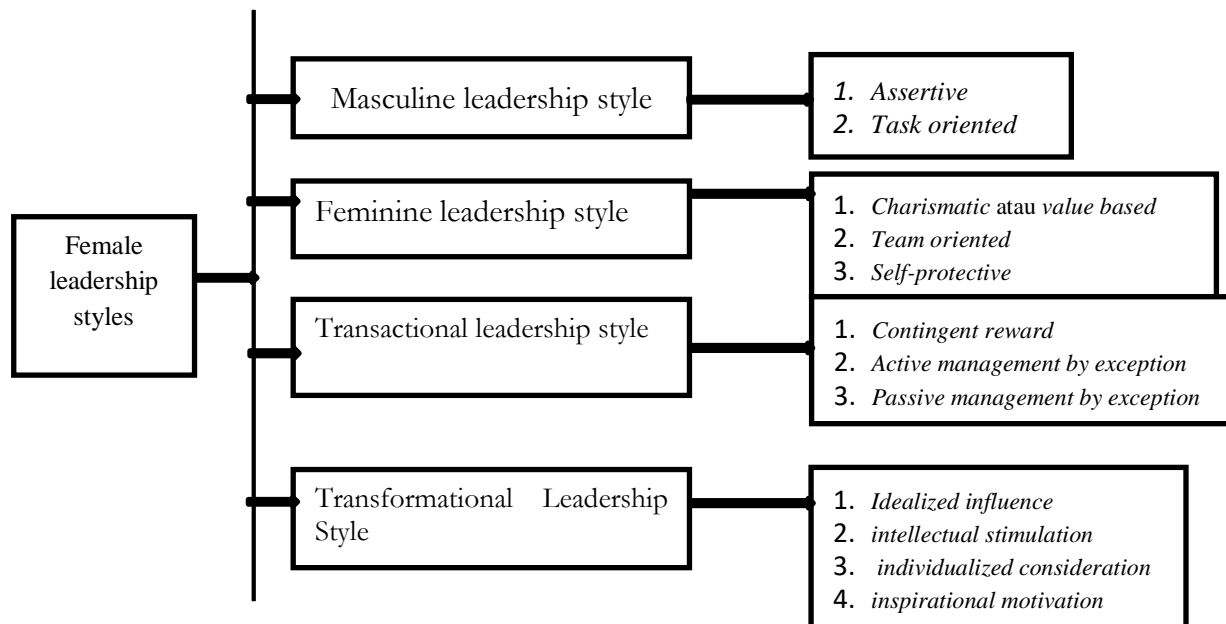 Female
leadership
styles
Masculine leadership style
1. Assertive
2. Task oriented
Feminine leadership style
1. Charismatic atau value based
2. Team oriented
3. Self-protective
Transactional leadership style
1. Contingent reward
2. Active management by exception
3. Passive management by exception
Transformational Leadership
Style
1. Idealized influence
2. intellectual stimulation
3. individualized consideration
4. inspirational motivation